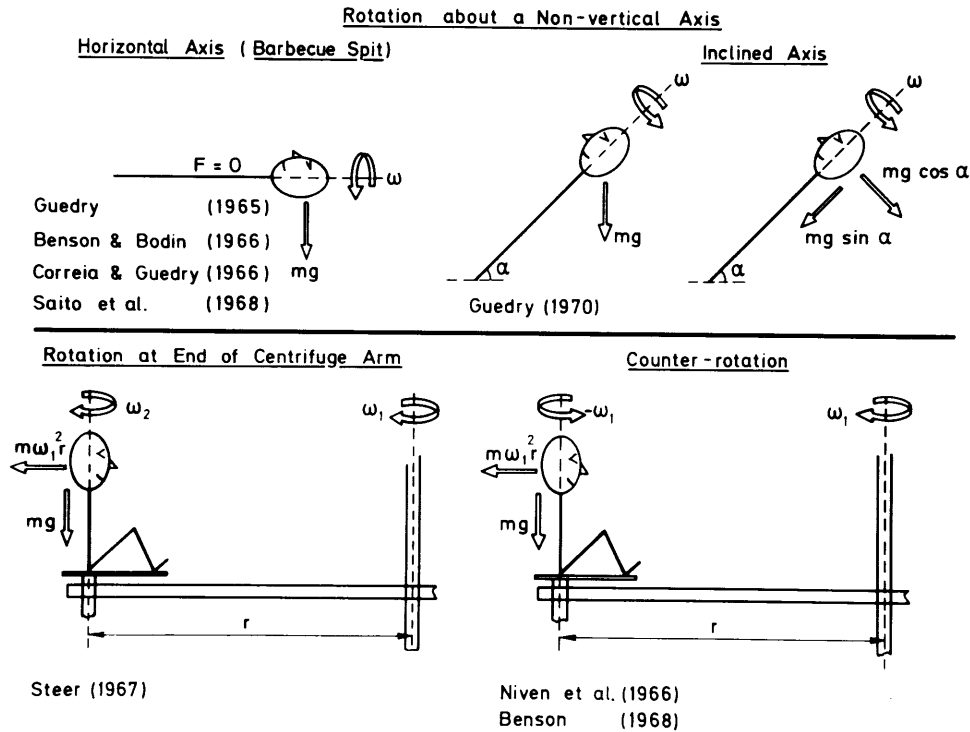 Rotation about a Non-vertical Axis
Horizontal Axis (Barbecue Spit)
Inclined Axis
F = 0
ω
mg
Guedry (1965)
Benson & Bodin (1966)
Correia & Guedry (1966)
Saito et al. (1968)
ω
mg
α
Guedry (1970)
ω
mg cos α
mg sin α
α
Rotation at End of Centrifuge Arm
ω₂
ω₁
mω₁²r
mg
r
Steer (1967)
Counter-rotation
-ω₁
ω₁
mω₁²r
mg
r
Niven et al. (1966)
Benson (1968)